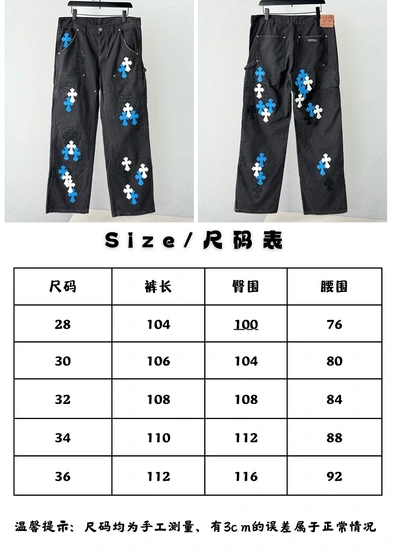 Size/尺码表
尺码 裤长 臀围 腰围
28 104 100 76
30 106 104 80
32 108 108 84
34 110 112 88
36 112 116 92
温馨提示：尺码均为手工测量、有3cm的误差属于正常情况